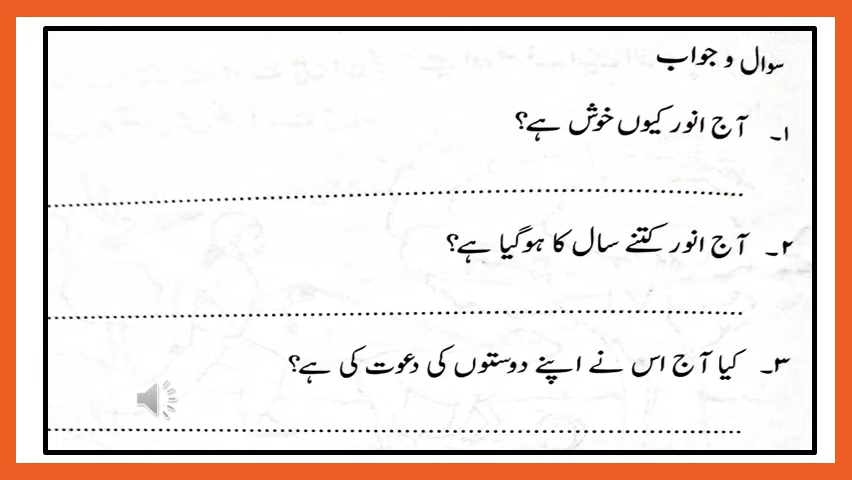 سوال و جواب
۱۔ آج انور کیوں خوش ہے؟
۲۔ آج انور کتنے سال کا ہوگیا ہے؟
۳۔ کیا آج اس نے اپنے دوستوں کی دعوت کی ہے؟